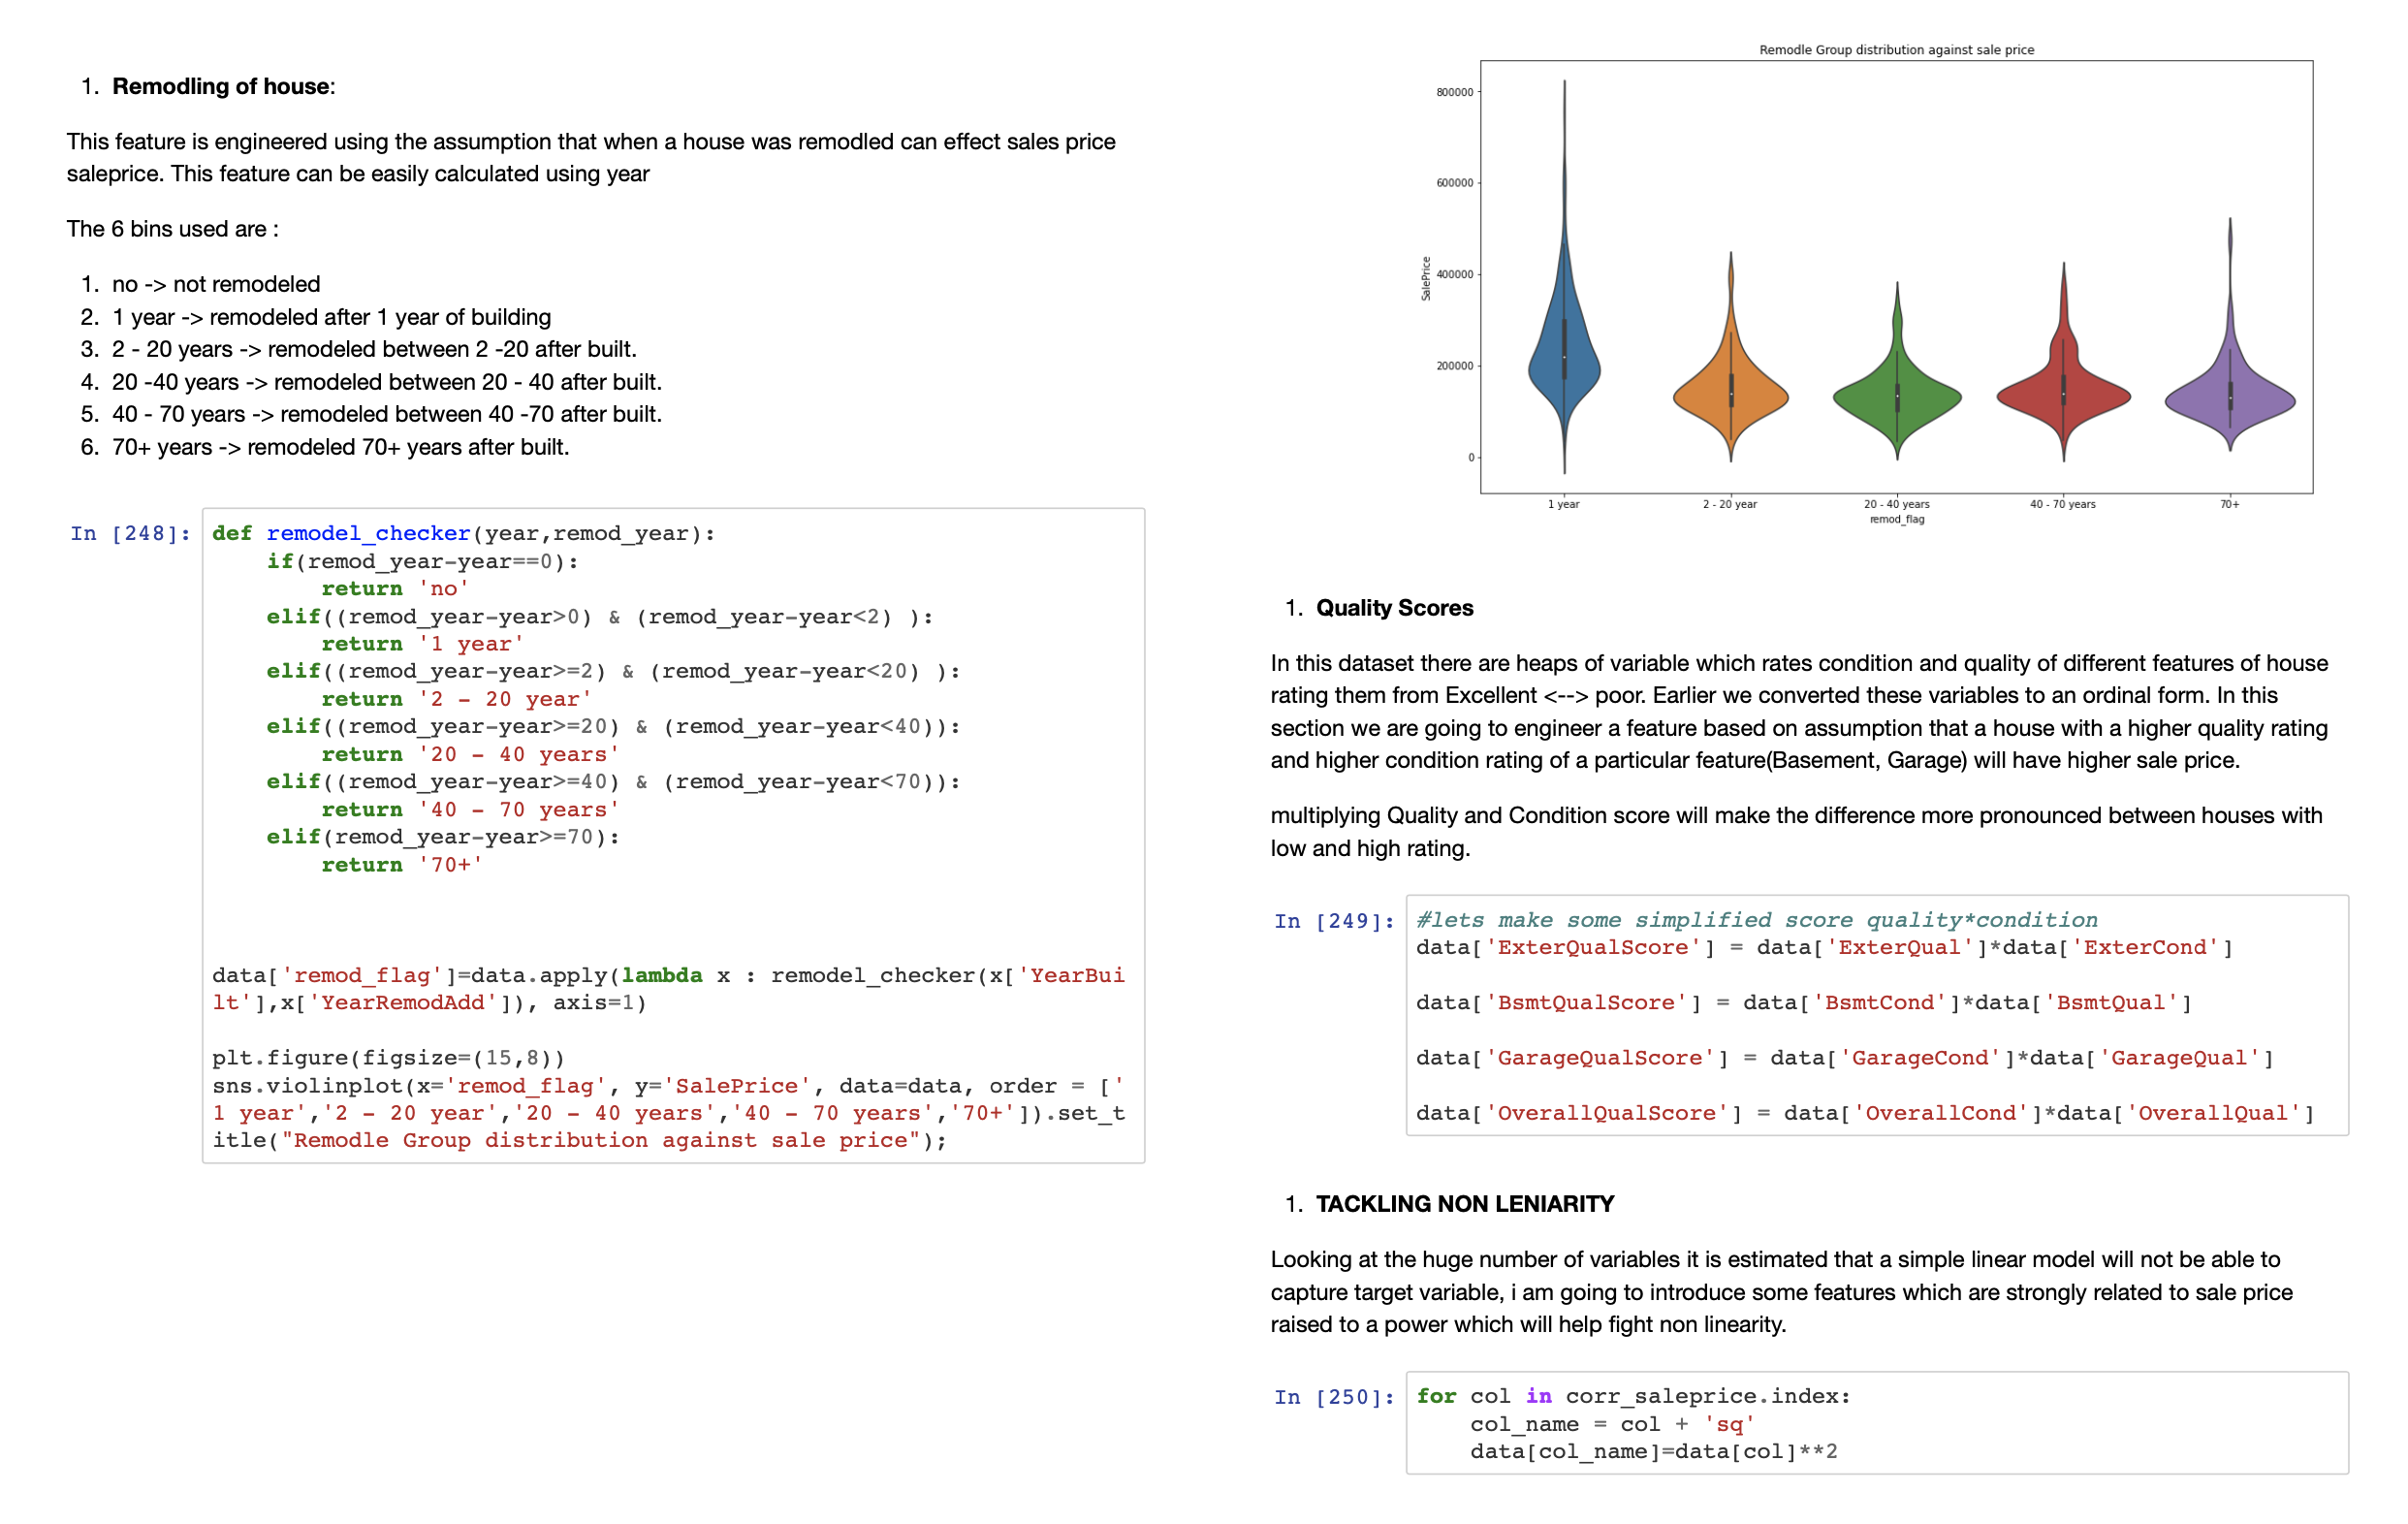 1. Remodling of house:
This feature is engineered using the assumption that when a house was remodled can effect sales price
saleprice. This feature can be easily calculated using year
The 6 bins used are :
1. no -> not remodeled
2. 1 year -> remodeled after 1 year of building
3. 2 - 20 years -> remodeled between 2 -20 after built.
4. 20 -40 years -> remodeled between 20 - 40 after built.
5. 40 - 70 years -> remodeled between 40 -70 after built.
6. 70+ years -> remodeled 70+ years after built.
In [248]: def remodel_checker(year,remod_year):
    if(remod_year-year==0):
        return 'no'
    elif((remod_year-year>0) & (remod_year-year<2) ):
        return '1 year'
    elif((remod_year-year>=2) & (remod_year-year<20) ):
        return '2 - 20 year'
    elif((remod_year-year>=20) & (remod_year-year<40)):
        return '20 - 40 years'
    elif((remod_year-year>=40) & (remod_year-year<70)):
        return '40 - 70 years'
    elif(remod_year-year>=70):
        return '70+'
data['remod_flag']=data.apply(lambda x : remodel_checker(x['YearBui
lt'],x['YearRemodAdd']), axis=1)
plt.figure(figsize=(15,8))
sns.violinplot(x='remod_flag', y='SalePrice', data=data, order = ['
1 year','2 - 20 year','20 - 40 years','40 - 70 years','70+']).set_t
itle("Remodle Group distribution against sale price");
Remodle Group distribution against sale price
800000
600000
400000
200000
0
SalePrice
1 year 2 - 20 year 20 - 40 years 40 - 70 years 70+
remod_flag
1. Quality Scores
In this dataset there are heaps of variable which rates condition and quality of different features of house
rating them from Excellent <--> poor. Earlier we converted these variables to an ordinal form. In this
section we are going to engineer a feature based on assumption that a house with a higher quality rating
and higher condition rating of a particular feature(Basement, Garage) will have higher sale price.
multiplying Quality and Condition score will make the difference more pronounced between houses with
low and high rating.
In [249]: #lets make some simplified score quality*condition
data['ExterQualScore'] = data['ExterQual']*data['ExterCond']
data['BsmtQualScore'] = data['BsmtCond']*data['BsmtQual']
data['GarageQualScore'] = data['GarageCond']*data['GarageQual']
data['OverallQualScore'] = data['OverallCond']*data['OverallQual']
1. TACKLING NON LENIARITY
Looking at the huge number of variables it is estimated that a simple linear model will not be able to
capture target variable, i am going to introduce some features which are strongly related to sale price
raised to a power which will help fight non linearity.
In [250]: for col in corr_saleprice.index:
    col_name = col + 'sq'
    data[col_name]=data[col]**2